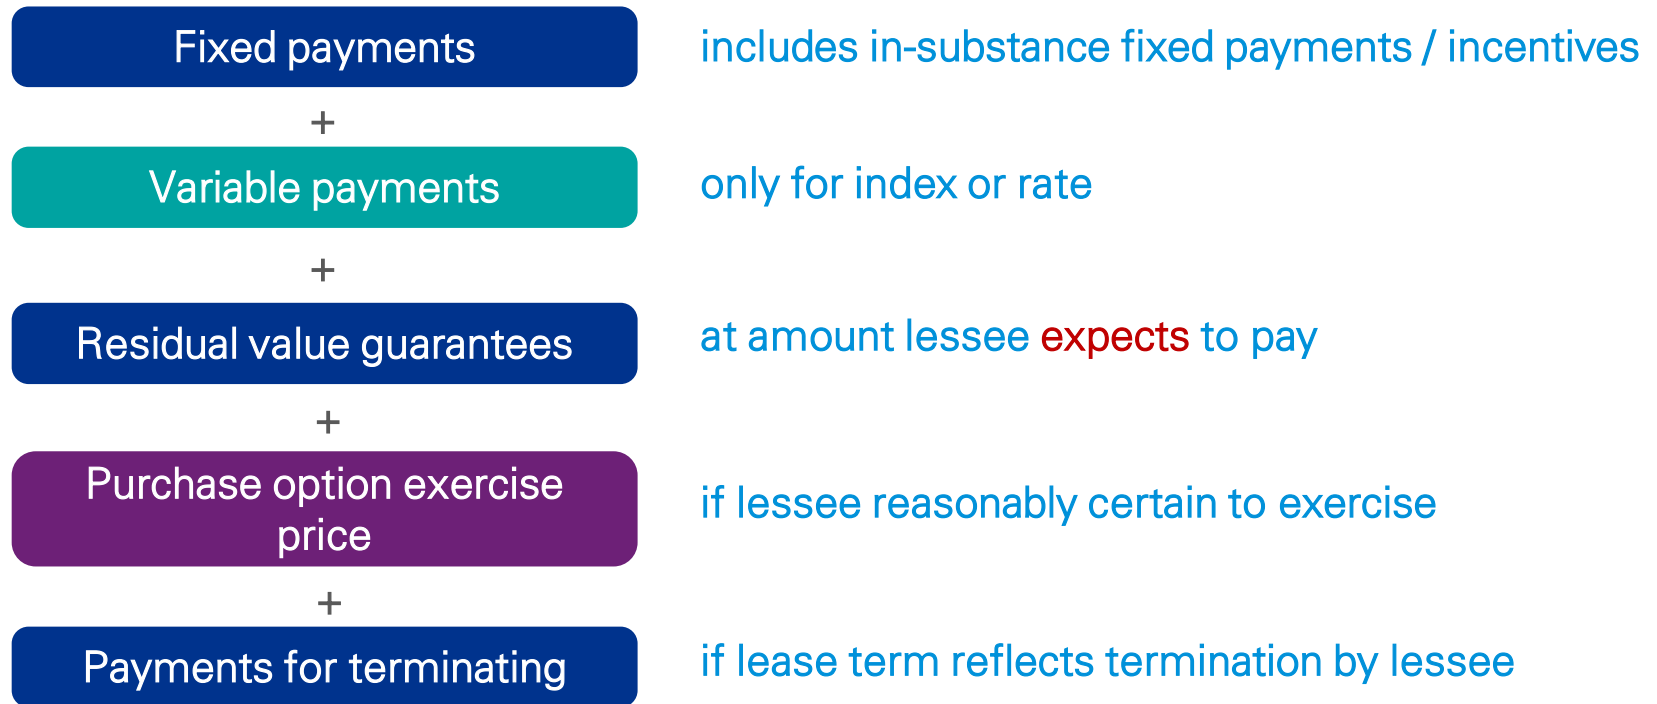 Fixed payments
includes in-substance fixed payments / incentives
+
Variable payments
only for index or rate
+
Residual value guarantees
at amount lessee expects to pay
+
Purchase option exercise
price
if lessee reasonably certain to exercise
+
Payments for terminating
if lease term reflects termination by lessee